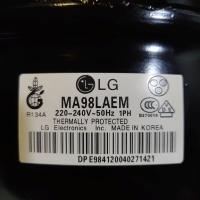 LG
MA98LAEM
220~240V~50Hz 1PH
R134A
THERMALLY PROTECTED
LG Electronics Inc. MADE IN KOREA
DPE984120040271421